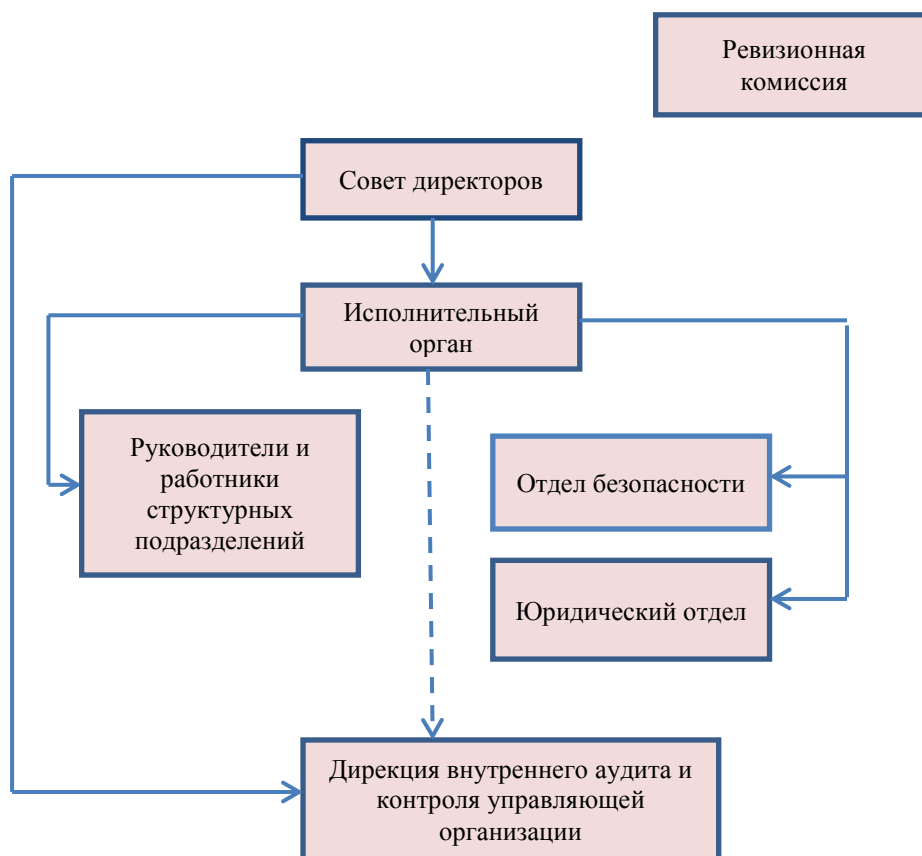 Ревизионная
комиссия
Совет директоров
Исполнительный
орган
Руководители и
работники
структурных
подразделений
Отдел безопасности
Юридический отдел
Дирекция внутреннего аудита и
контроля управляющей
организации